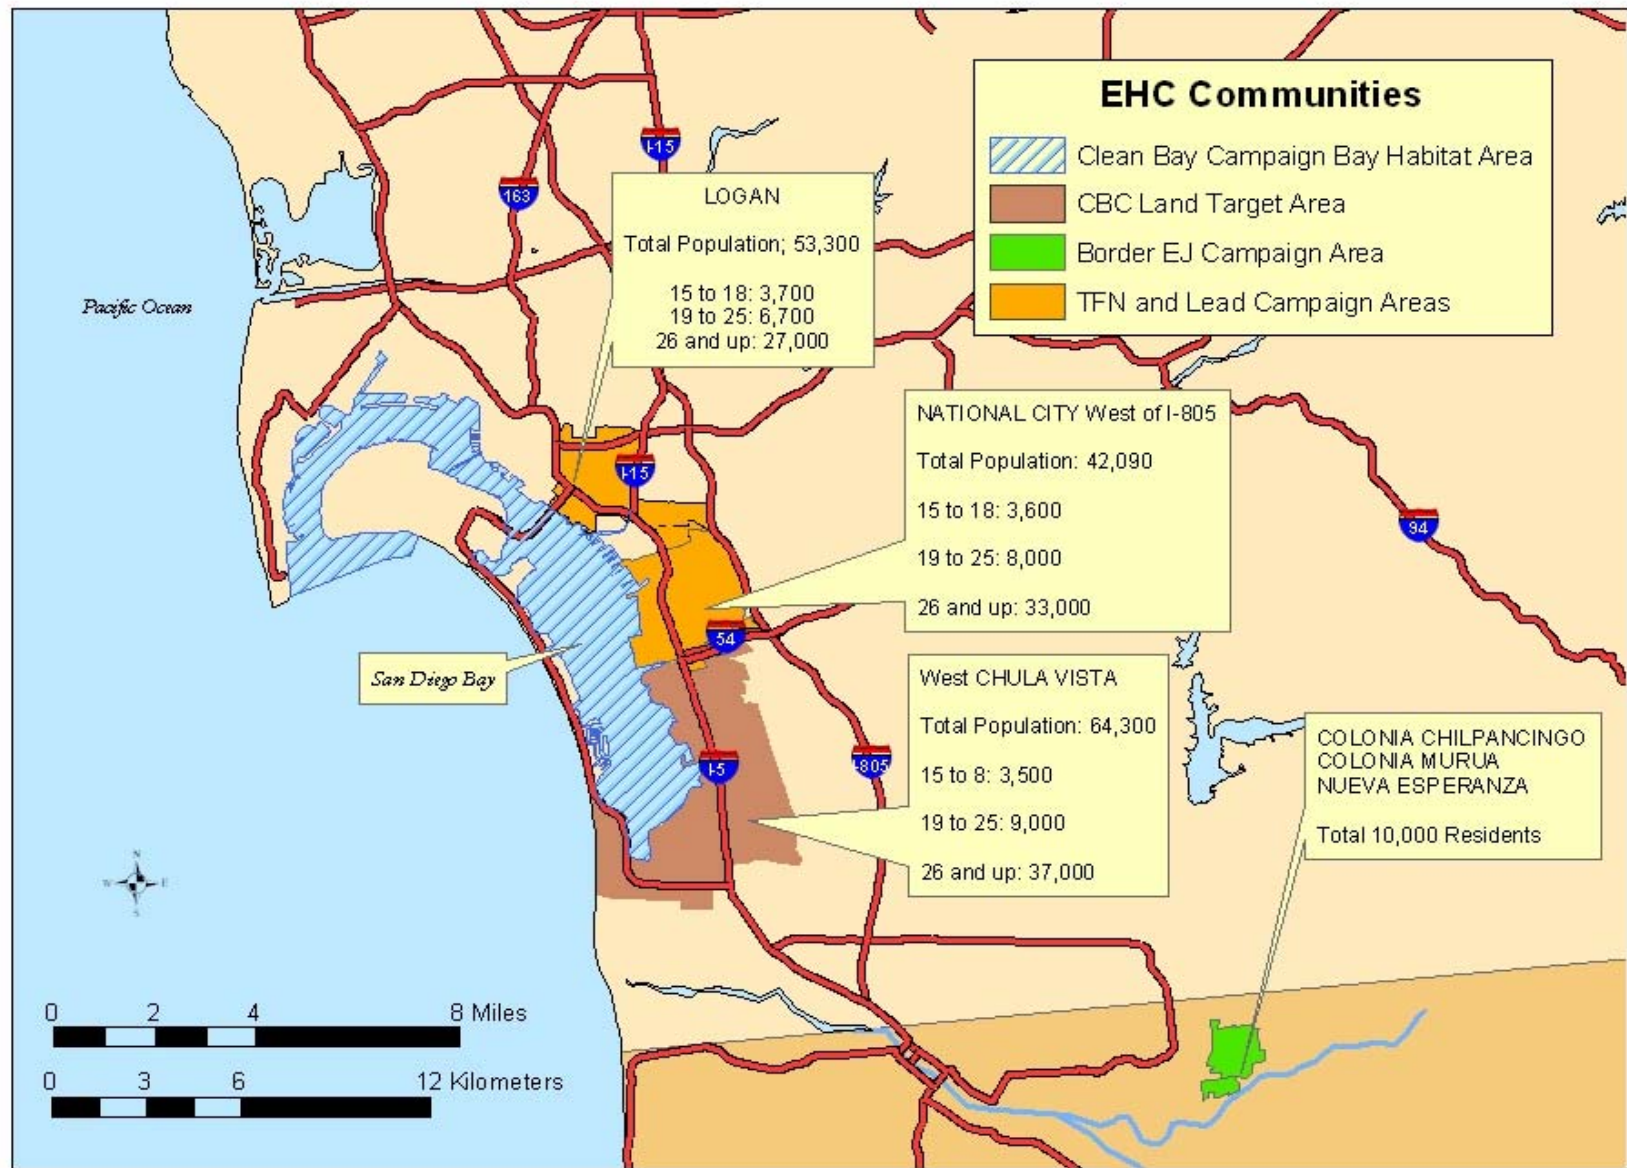 EHC Communities
Clean Bay Campaign Bay Habitat Area
CBC Land Target Area
Border EJ Campaign Area
TFN and Lead Campaign Areas
I-15
163
LOGAN
Total Population; 53,300
15 to 18: 3,700
19 to 25: 6,700
26 and up: 27,000
Pacific Ocean
NATIONAL CITY West of I-805
Total Population: 42,090
15 to 18: 3,600
19 to 25: 8,000
26 and up: 33,000
I-15
94
54
San Diego Bay
West CHULA VISTA
Total Population: 64,300
15 to 8: 3,500
19 to 25: 9,000
26 and up: 37,000
I-5
I-805
COLONIA CHILPANCINGO
COLONIA MURUA
NUEVA ESPERANZA
Total 10,000 Residents
N
W E
S
0 2 4 8 Miles
0 3 6 12 Kilometers